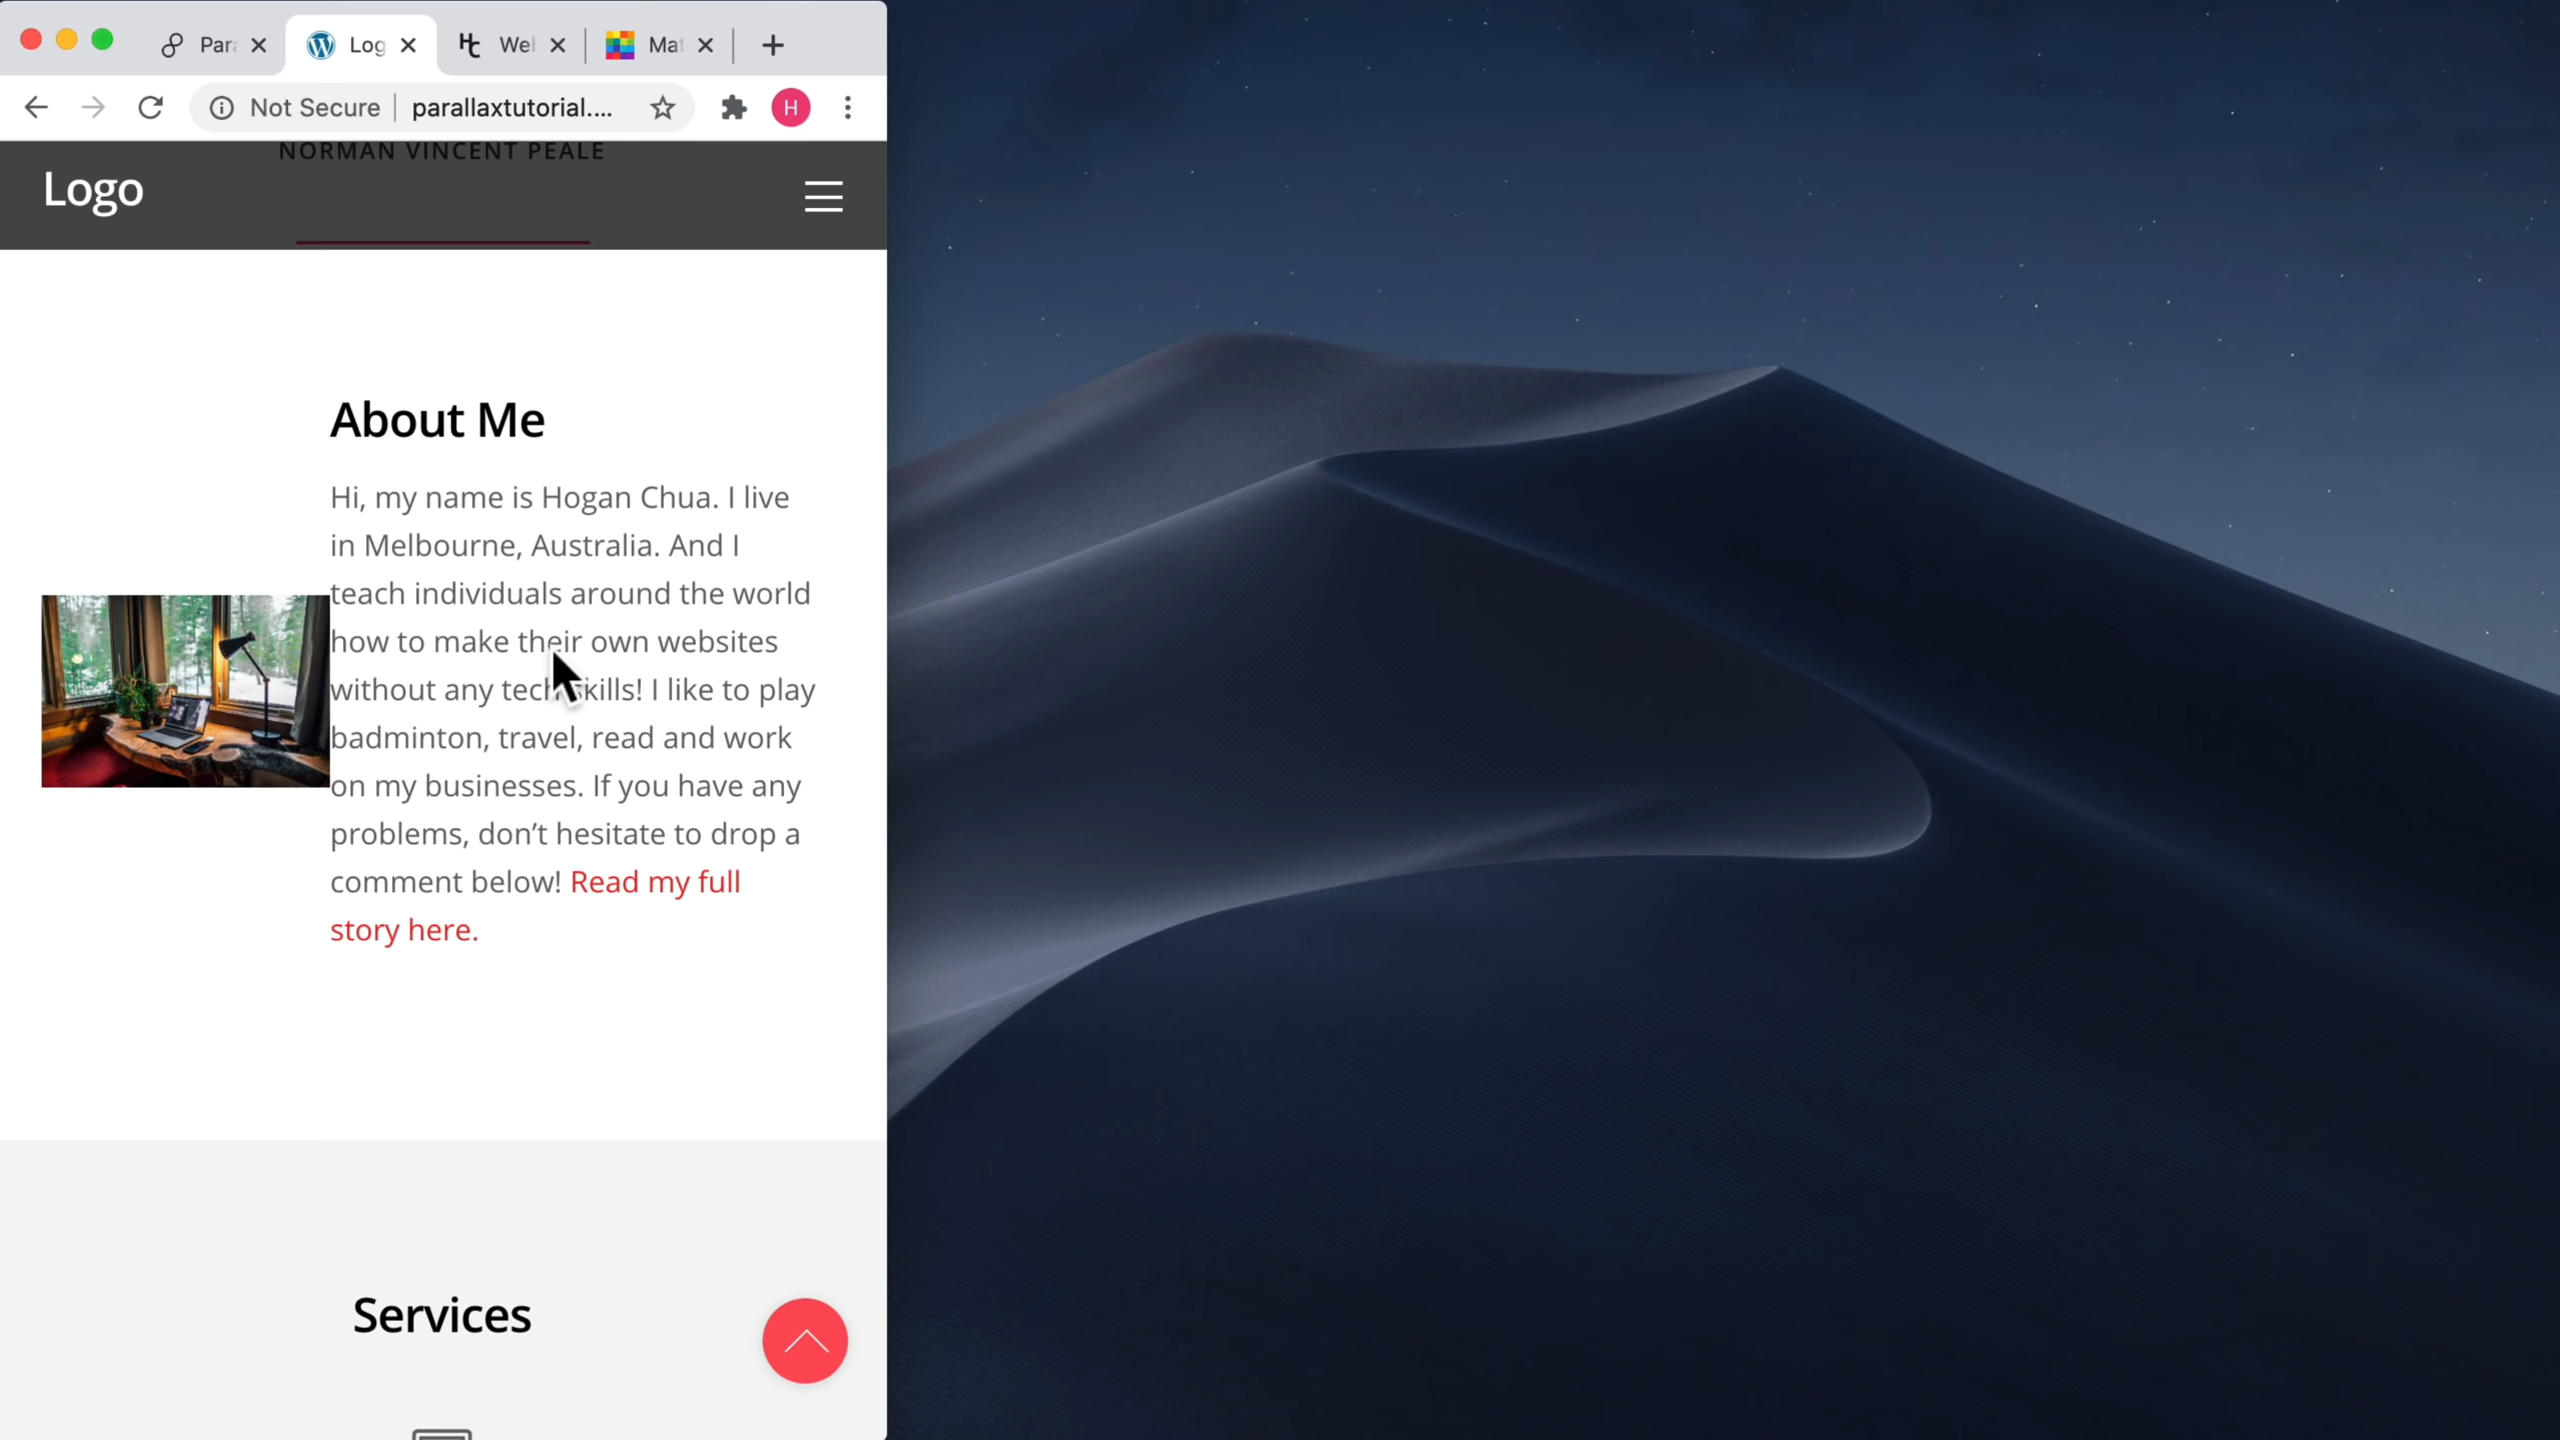 Par
Log
We
Ma
Not Secure
parallaxtutorial....
H
NORMAN VINCENT PEALE
Logo
About Me
Hi, my name is Hogan Chua. I live
in Melbourne, Australia. And I
teach individuals around the world
how to make their own websites
without any tech skills! I like to play
badminton, travel, read and work
on my businesses. If you have any
problems, don’t hesitate to drop a
comment below! Read my full
story here.
Services